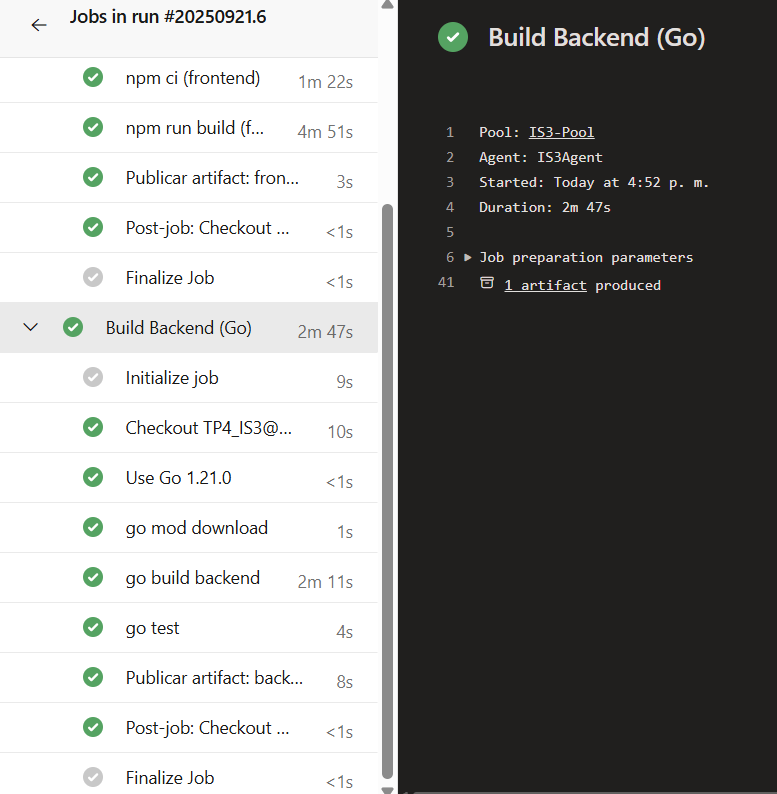 Jobs in run #20250921.6
npm ci (frontend) 1m 22s
npm run build (f... 4m 51s
Publicar artifact: fron... 3s
Post-job: Checkout ... <1s
Finalize Job <1s
Build Backend (Go) 2m 47s
Initialize job 9s
Checkout TP4_IS3@... 10s
Use Go 1.21.0 <1s
go mod download 1s
go build backend 2m 11s
go test 4s
Publicar artifact: back... 8s
Post-job: Checkout ... <1s
Finalize Job <1s
Build Backend (Go)
1 Pool: IS3-Pool
2 Agent: IS3Agent
3 Started: Today at 4:52 p. m.
4 Duration: 2m 47s
5
6 Job preparation parameters
41 1 artifact produced